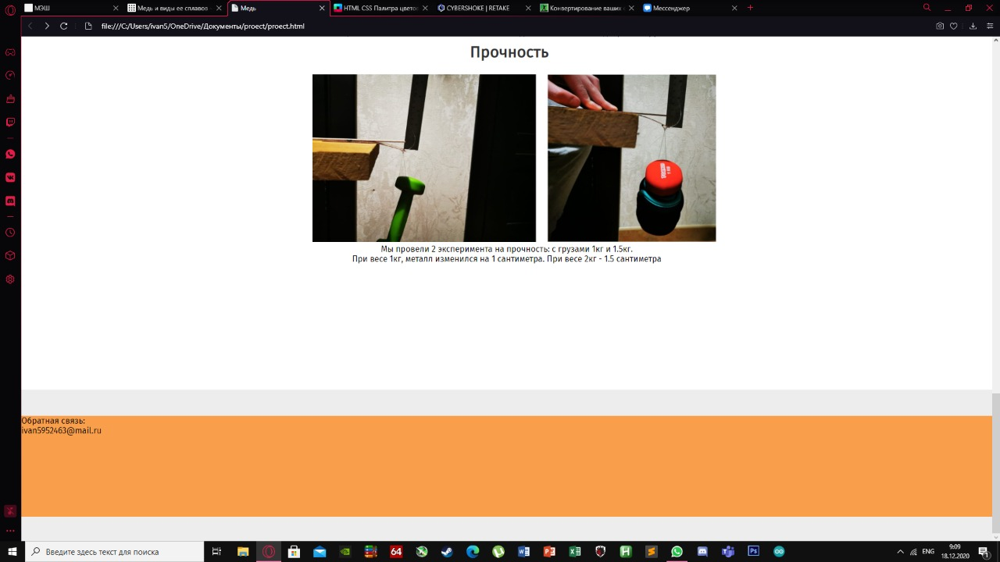 МЭШ
Медь и виды ее сплавов -
Медь
HTML CSS Палитра цветов
CYBERSHOKE | RETAKE
Конвертирование ваших
Мессенджер
file:///C:/Users/ivan5/OneDrive/Документы/proect/proect.html
Прочность
Мы провели 2 эксперимента на прочность: с грузами 1кг и 1.5кг.
При весе 1кг, металл изменился на 1 сантиметра. При весе 2кг - 1.5 сантиметра
Обратная связь:
ivan5952463@mail.ru
Введите здесь текст для поиска
64
Ps
ENG
9:09
18.12.2020